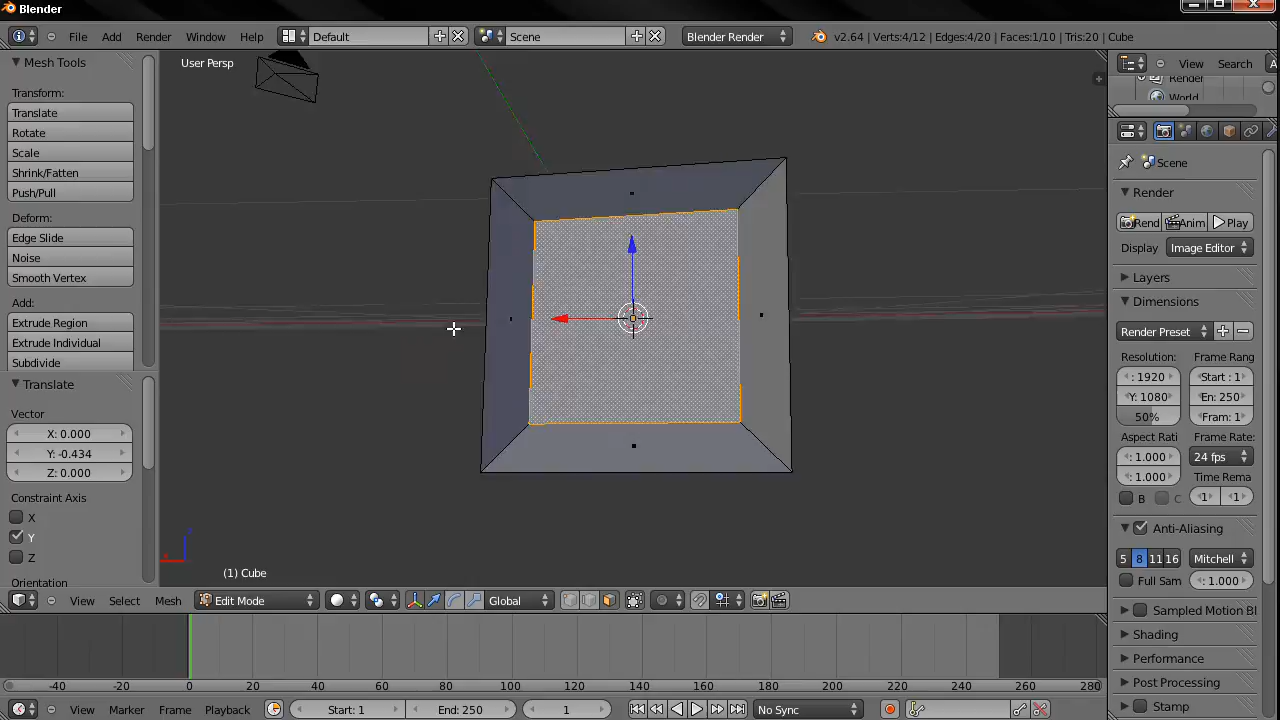 Blender
File Add Render Window Help Default Scene Blender Render v2.64 | Verts:4/12 | Edges:4/20 | Faces:1/10 | Tris:20 | Cube
Mesh Tools
Transform:
Translate
Rotate
Scale
Shrink/Fatten
Push/Pull
Deform:
Edge Slide
Noise
Smooth Vertex
Add:
Extrude Region
Extrude Individual
Subdivide
Translate
Vector
X: 0.000
Y: -0.434
Z: 0.000
Constraint Axis
X
Y
Z
Orientation
User Persp
(1) Cube
View Select Mesh Edit Mode Global
View Search A
Render
World
Scene
Render
Rend Anim Play
Display Image Editor
Layers
Dimensions
Render Preset
Resolution: Frame Rang
: 1920 Start : 1
Y: 1080 En: 250
50% Fram: 1
Aspect Rati Frame Rate:
: 1.000 24 fps
: 1.000 Time Rema
B C 1 1
Anti-Aliasing
5 8 11 16 Mitchell
Full Sam : 1.000
Sampled Motion Bl
Shading
Performance
Post Processing
Stamp
-40 -20 0 20 40 60 80 100 120 140 160 180 200 220 240 260 280
View Marker Frame Playback Start: 1 End: 250 1 No Sync